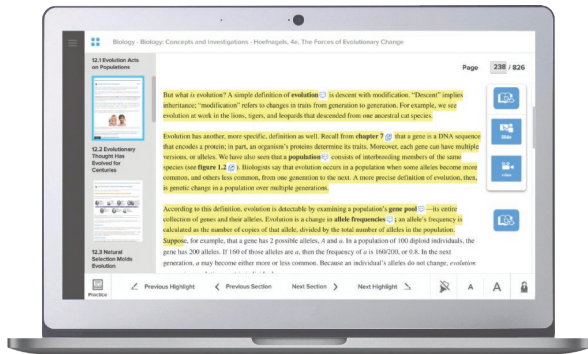 Biology - Biology: Concepts and Investigations - Hoefnagels, 4e, The Forces of Evolutionary Change
12.1 Evolution Acts
on Populations
12.2 Evolutionary
Thought Has
Evolved for
Centuries
12.3 Natural
Selection Molds
Evolution
Page 238 / 826
But what is evolution? A simple definition of evolution is descent with modification. "Descent" implies
inheritance; "modification" refers to changes in traits from generation to generation. For example, we see
evolution at work in the lions, tigers, and leopards that descended from one ancestral cat species.
Evolution has another, more specific, definition as well. Recall from chapter 7 that a gene is a DNA sequence
that encodes a protein; in part, an organism's proteins determine its traits. Moreover, each gene can have multiple
versions, or alleles. We have also seen that a population consists of interbreeding members of the same
species (see figure 1.2). Biologists say that evolution occurs in a population when some alleles become more
common, and others less common, from one generation to the next. A more precise definition of evolution, then,
is genetic change in a population over multiple generations.
According to this definition, evolution is detectable by examining a population's gene pool—its entire
collection of genes and their alleles. Evolution is a change in allele frequencies; an allele's frequency is
calculated as the number of copies of that allele, divided by the total number of alleles in the population.
Suppose, for example, that a gene has 2 possible alleles, A and a. In a population of 100 diploid individuals, the
gene has 200 alleles. If 160 of those alleles are a, then the frequency of a is 160/200, or 0.8. In the next
generation, a may become either more or less common. Because an individual's alleles do not change, evolution
Slide
Practice
Previous Highlight
Previous Section
Next Section
Next Highlight
A
A